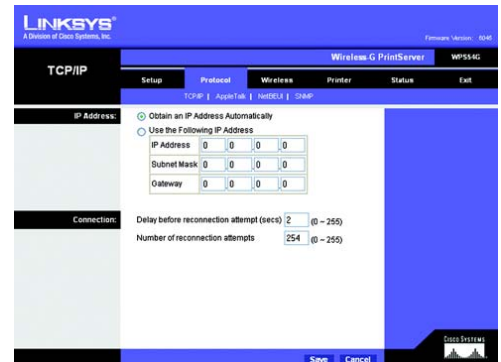 LINKSYS®
A Division of Cisco Systems, Inc.
Firmware Version: 6046
Wireless-G PrintServer WPS54G
TCP/IP
Setup Protocol Wireless Printer Status Exit
TCP/IP | AppleTalk | NetBEUI | SNMP
IP Address:
Obtain an IP Address Automatically
Use the Following IP Address
IP Address 0 0 0 0
Subnet Mask 0 0 0 0
Gateway 0 0 0 0
Connection:
Delay before reconnection attempt (secs) 2 (0 ~ 255)
Number of reconnection attempts 254 (0 ~ 255)
CISCO SYSTEMS
Save Cancel